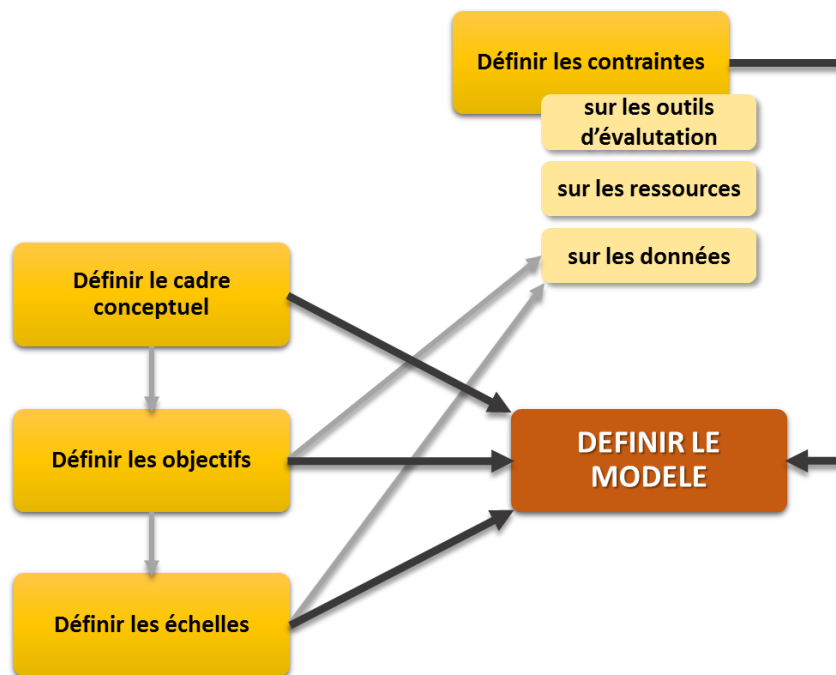 Définir les contraintes
sur les outils
d’évalutation
sur les ressources
sur les données
Définir le cadre
conceptuel
Définir les objectifs
DEFINIR LE
MODELE
Définir les échelles